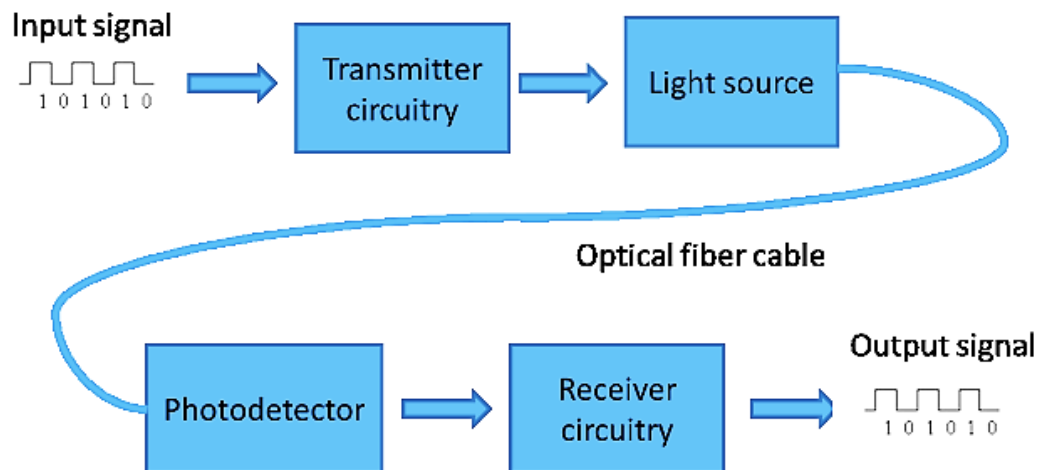 Input signal
1 0 1 0 1 0
Transmitter
circuitry
Light source
Optical fiber cable
Photodetector
Receiver
circuitry
Output signal
1 0 1 0 1 0